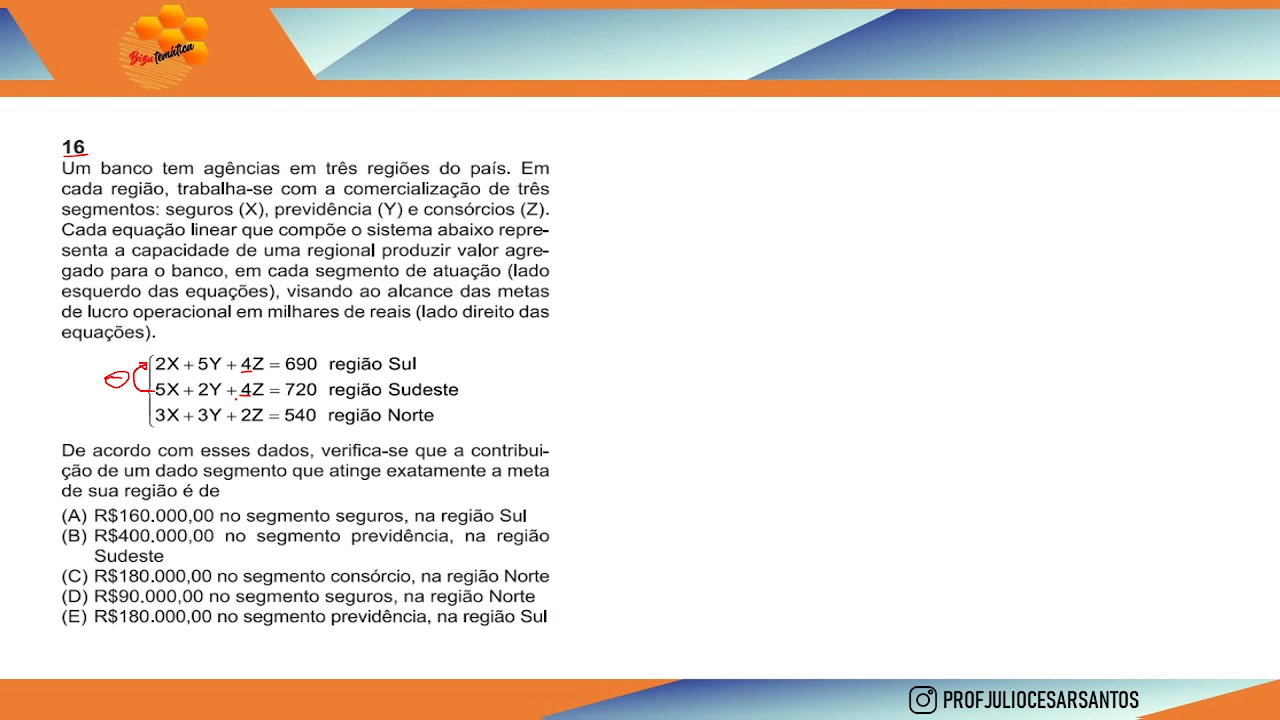 Bizu temática
16
Um banco tem agências em três regiões do país. Em
cada região, trabalha-se com a comercialização de três
segmentos: seguros (X), previdência (Y) e consórcios (Z).
Cada equação linear que compõe o sistema abaixo repre-
senta a capacidade de uma regional produzir valor agre-
gado para o banco, em cada segmento de atuação (lado
esquerdo das equações), visando ao alcance das metas
de lucro operacional em milhares de reais (lado direito das
equações).
2X + 5Y + 4Z = 690 região Sul
5X + 2Y + 4Z = 720 região Sudeste
3X + 3Y + 2Z = 540 região Norte
De acordo com esses dados, verifica-se que a contribui-
ção de um dado segmento que atinge exatamente a meta
de sua região é de
(A) R$160.000,00 no segmento seguros, na região Sul
(B) R$400.000,00 no segmento previdência, na região
Sudeste
(C) R$180.000,00 no segmento consórcio, na região Norte
(D) R$90.000,00 no segmento seguros, na região Norte
(E) R$180.000,00 no segmento previdência, na região Sul
PROFJULIOCESARSANTOS